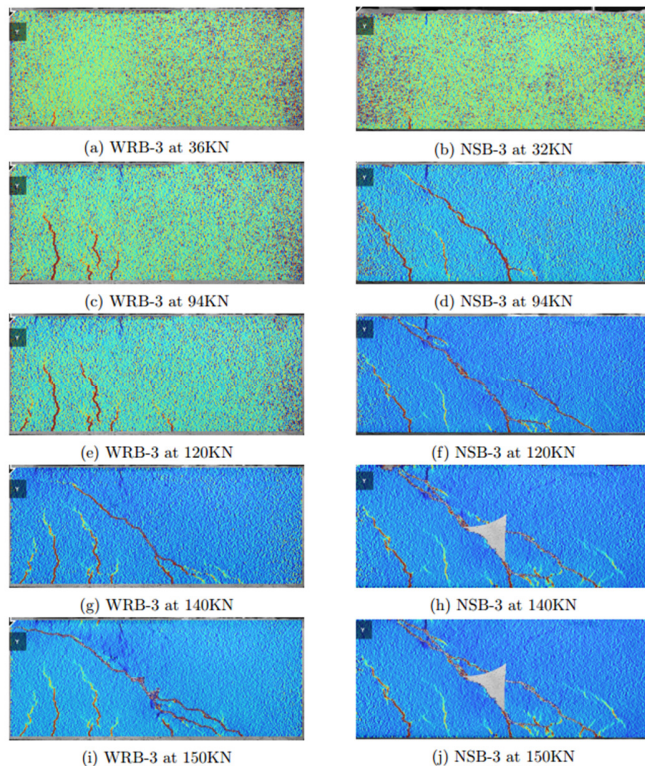 (a) WRB-3 at 36KN
(b) NSB-3 at 32KN
(c) WRB-3 at 94KN
(d) NSB-3 at 94KN
(e) WRB-3 at 120KN
(f) NSB-3 at 120KN
(g) WRB-3 at 140KN
(h) NSB-3 at 140KN
(i) WRB-3 at 150KN
(j) NSB-3 at 150KN